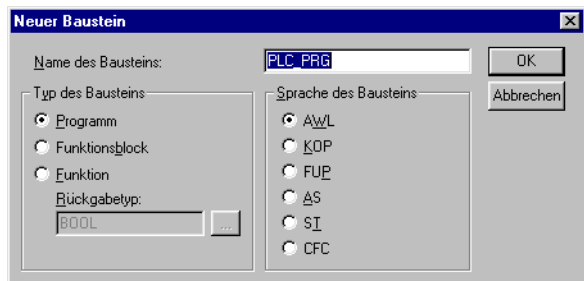 Neuer Baustein
Name des Bausteins:
PLC_PRG
OK
Abbrechen
Typ des Bausteins
Programm
Funktionsblock
Funktion
Rückgabetyp:
BOOL
...
Sprache des Bausteins
AWL
KOP
FUP
AS
ST
CFC